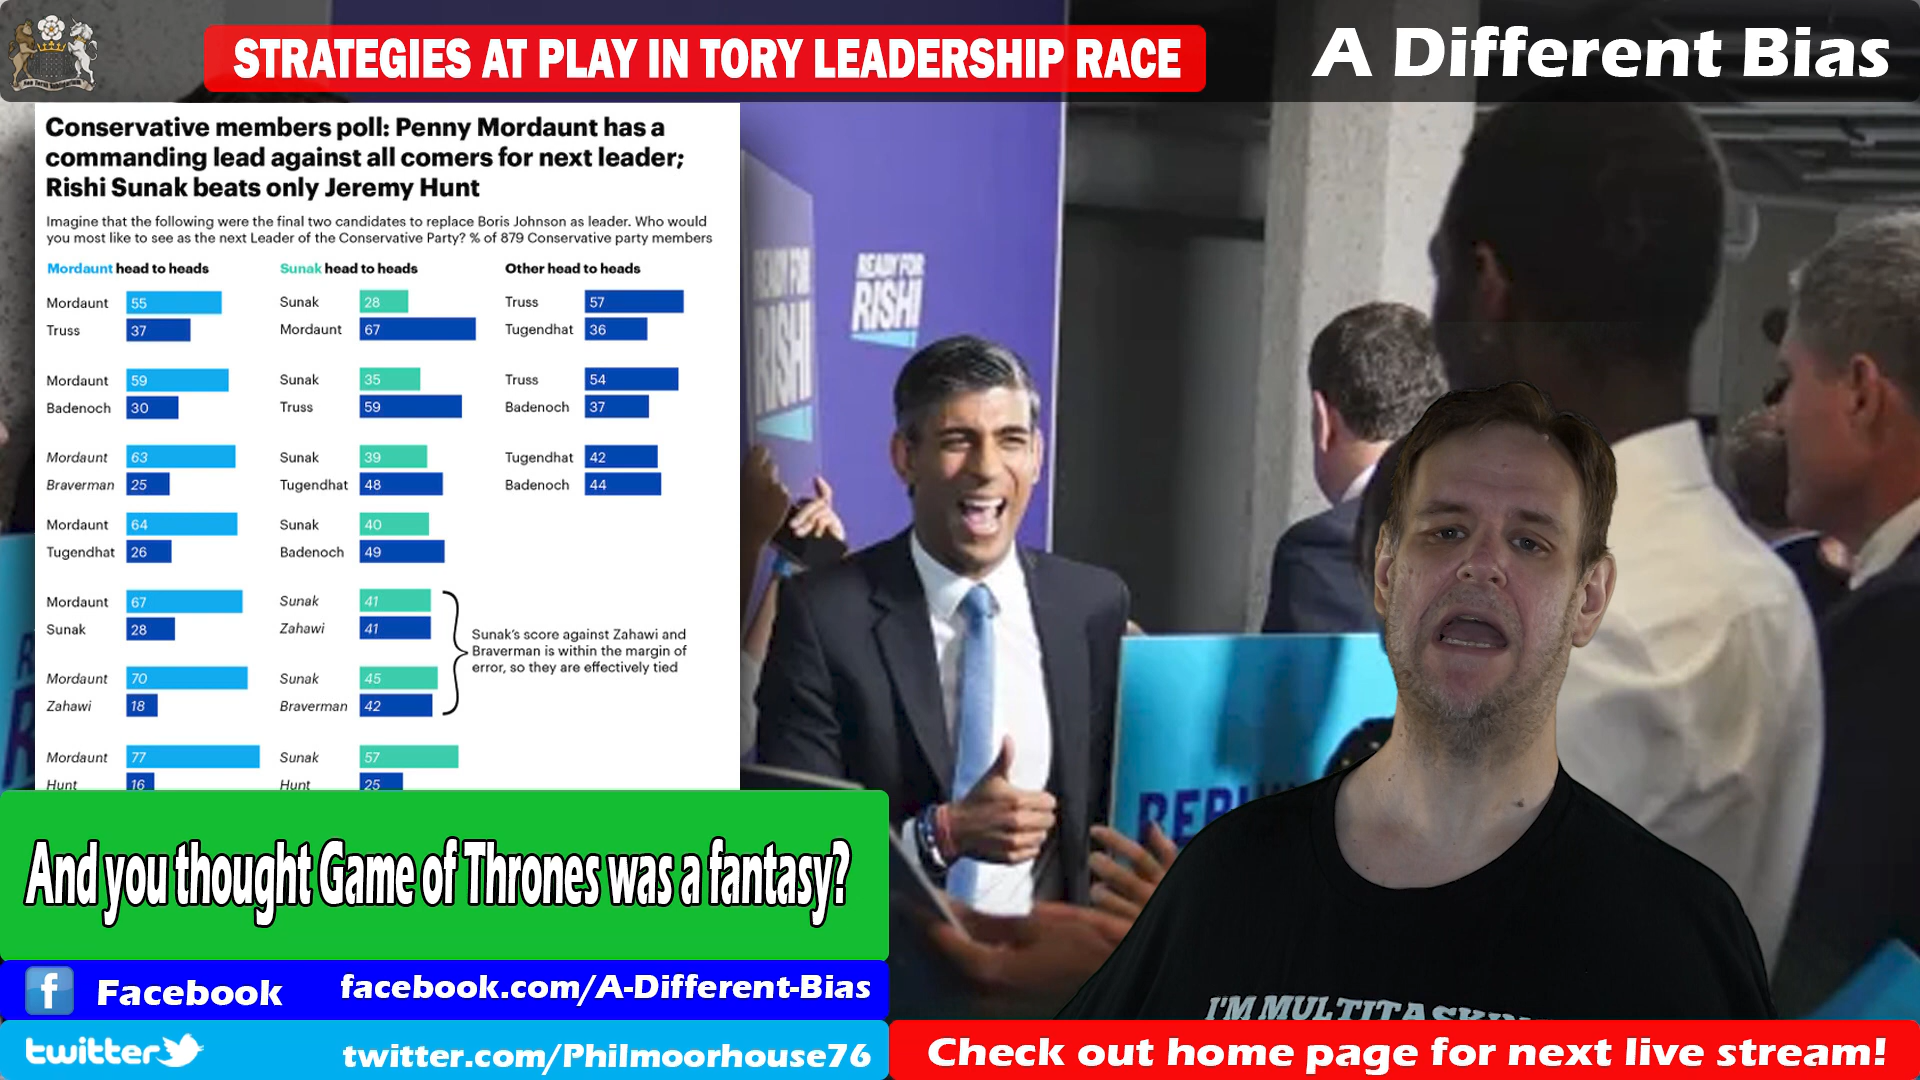 STRATEGIES AT PLAY IN TORY LEADERSHIP RACE
A Different Bias
Conservative members poll: Penny Mordaunt has a
commanding lead against all comers for next leader;
Rishi Sunak beats only Jeremy Hunt
Imagine that the following were the final two candidates to replace Boris Johnson as leader. Who would
you most like to see as the next Leader of the Conservative Party? % of 879 Conservative party members
Mordaunt head to heads
Mordaunt 55
Truss 37
Mordaunt 59
Badenoch 30
Mordaunt 63
Braverman 25
Mordaunt 64
Tugendhat 26
Mordaunt 67
Sunak 28
Mordaunt 70
Zahawi 18
Mordaunt 77
Hunt 16
Sunak head to heads
Sunak 28
Mordaunt 67
Sunak 35
Truss 59
Sunak 39
Tugendhat 48
Sunak 40
Badenoch 49
Sunak 41
Zahawi 41
Sunak 45
Braverman 42
Sunak 57
Hunt 25
Sunak's score against Zahawi and
Braverman is within the margin of
error, so they are effectively tied
Other head to heads
Truss 57
Tugendhat 36
Truss 54
Badenoch 37
Tugendhat 42
Badenoch 44
READY FOR
RISHI
READY FOR
RISHI
And you thought Game of Thrones was a fantasy?
Facebook
facebook.com/A-Different-Bias
twitter
twitter.com/Philmoorhouse76
I'M MULTITASKIN
Check out home page for next live stream!